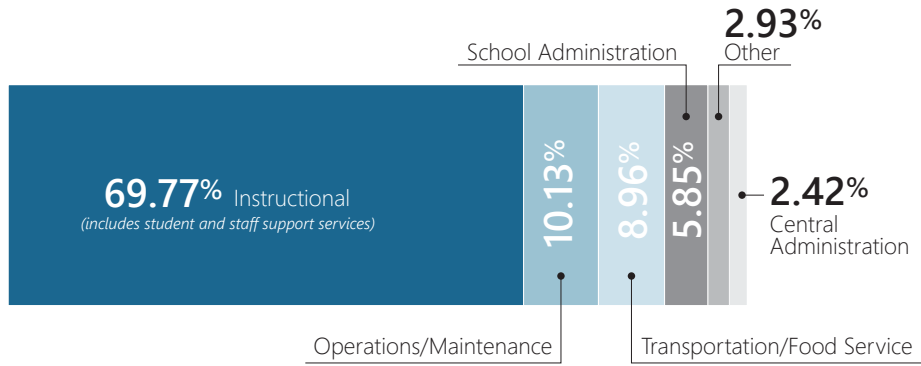 2.93%
School Administration
Other
69.77% Instructional
(includes student and staff support services)
10.13%
8.96%
5.85%
2.42%
Central
Administration
Operations/Maintenance
Transportation/Food Service